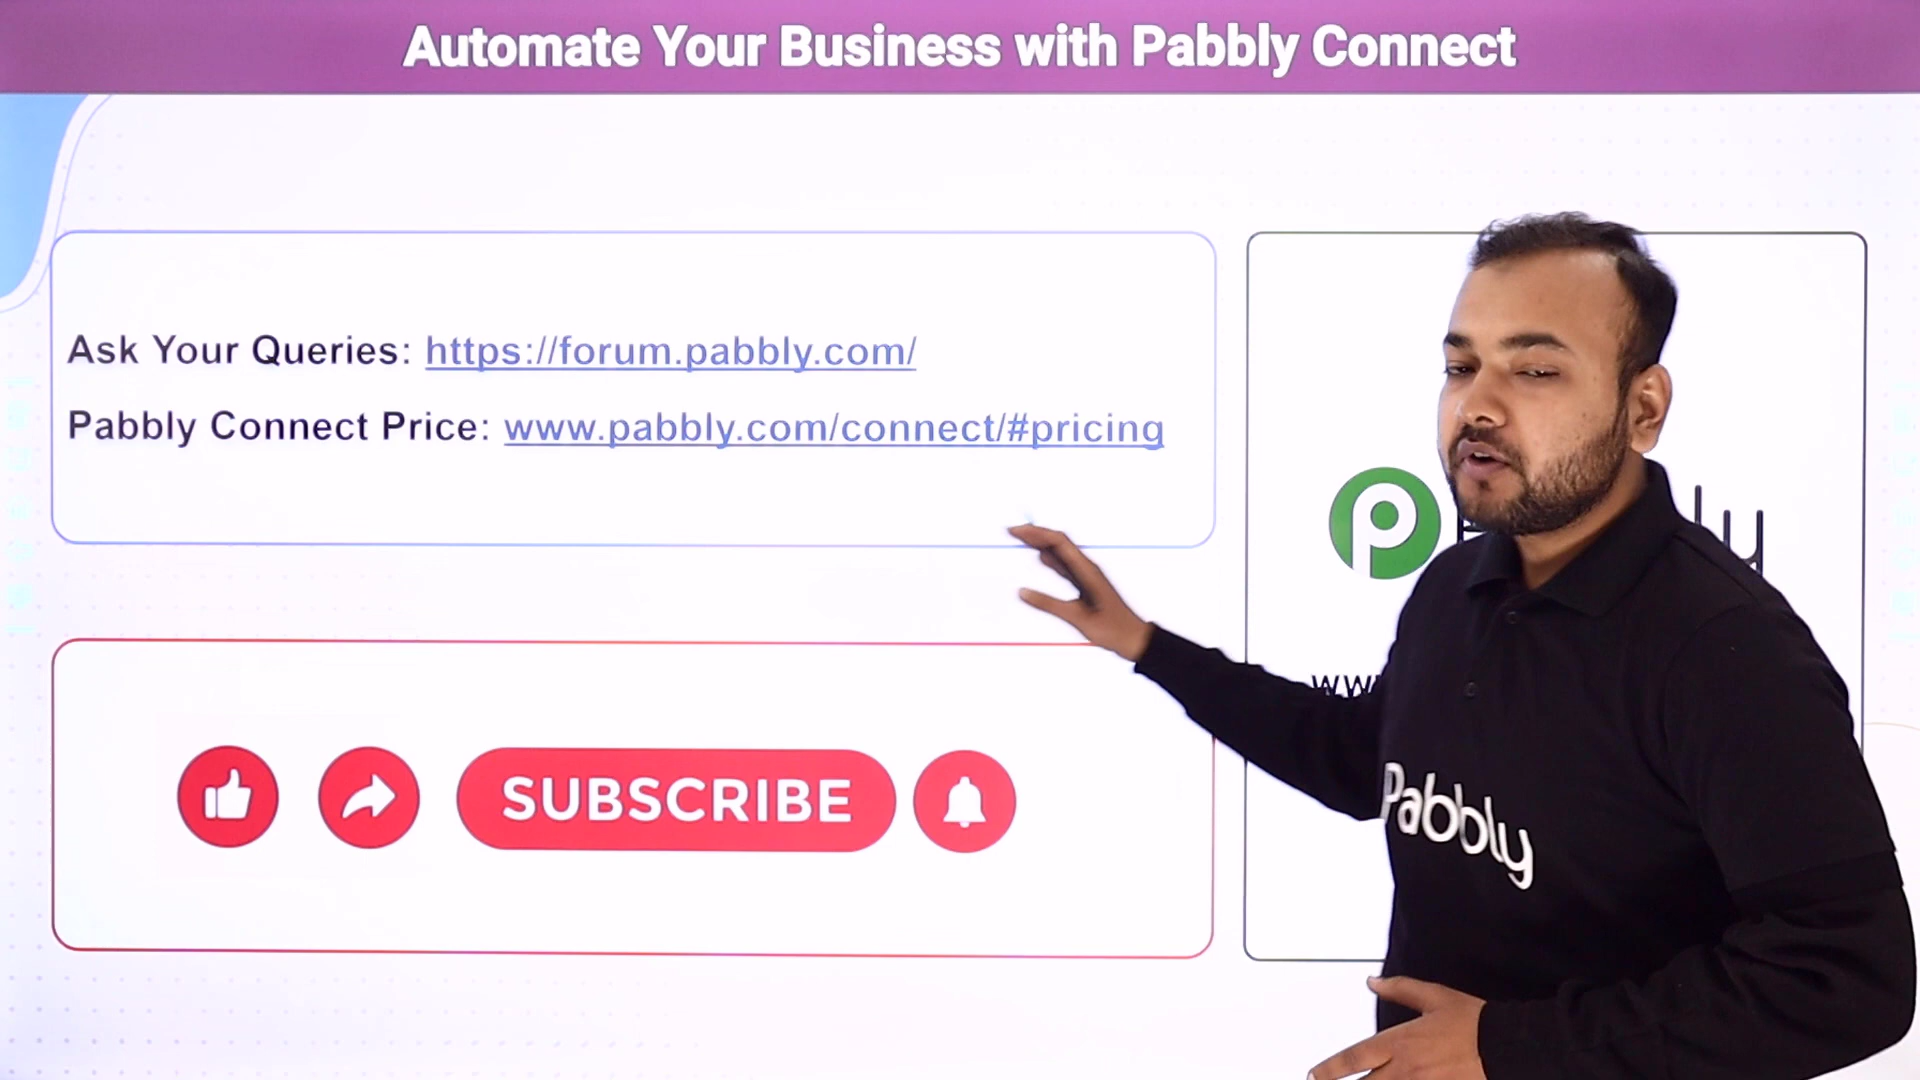 Automate Your Business with Pabbly Connect
Ask Your Queries: https://forum.pabbly.com/
Pabbly Connect Price: www.pabbly.com/connect/#pricing
SUBSCRIBE
Pabbly